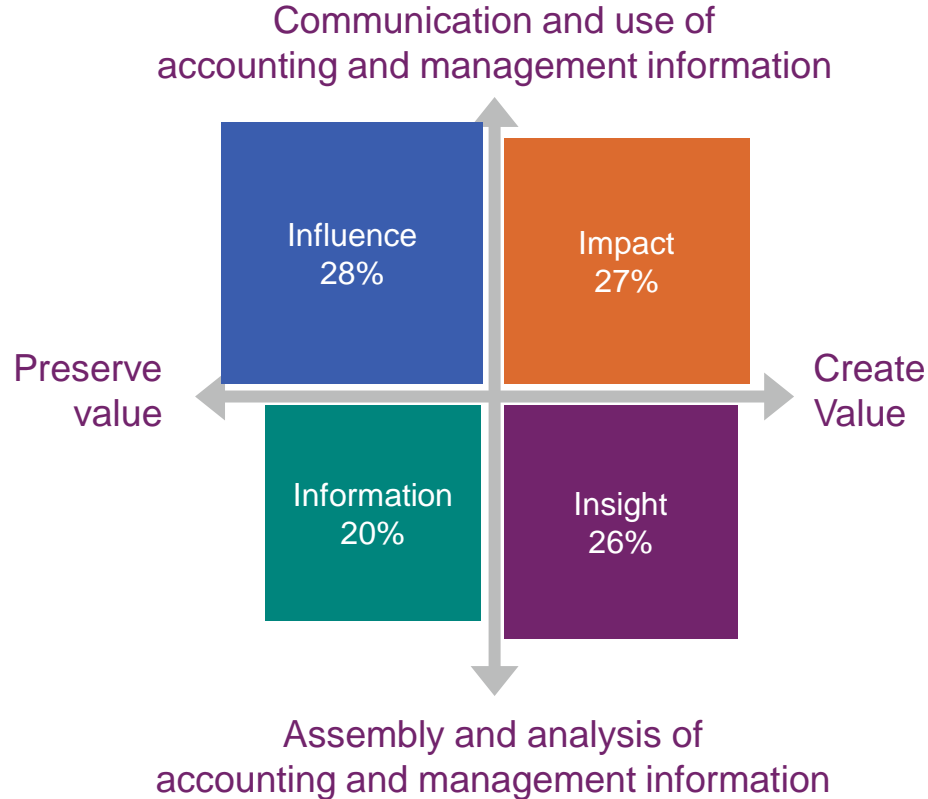 Communication and use of
accounting and management information
Influence
28%
Impact
27%
Preserve
value
Create
Value
Information
20%
Insight
26%
Assembly and analysis of
accounting and management information